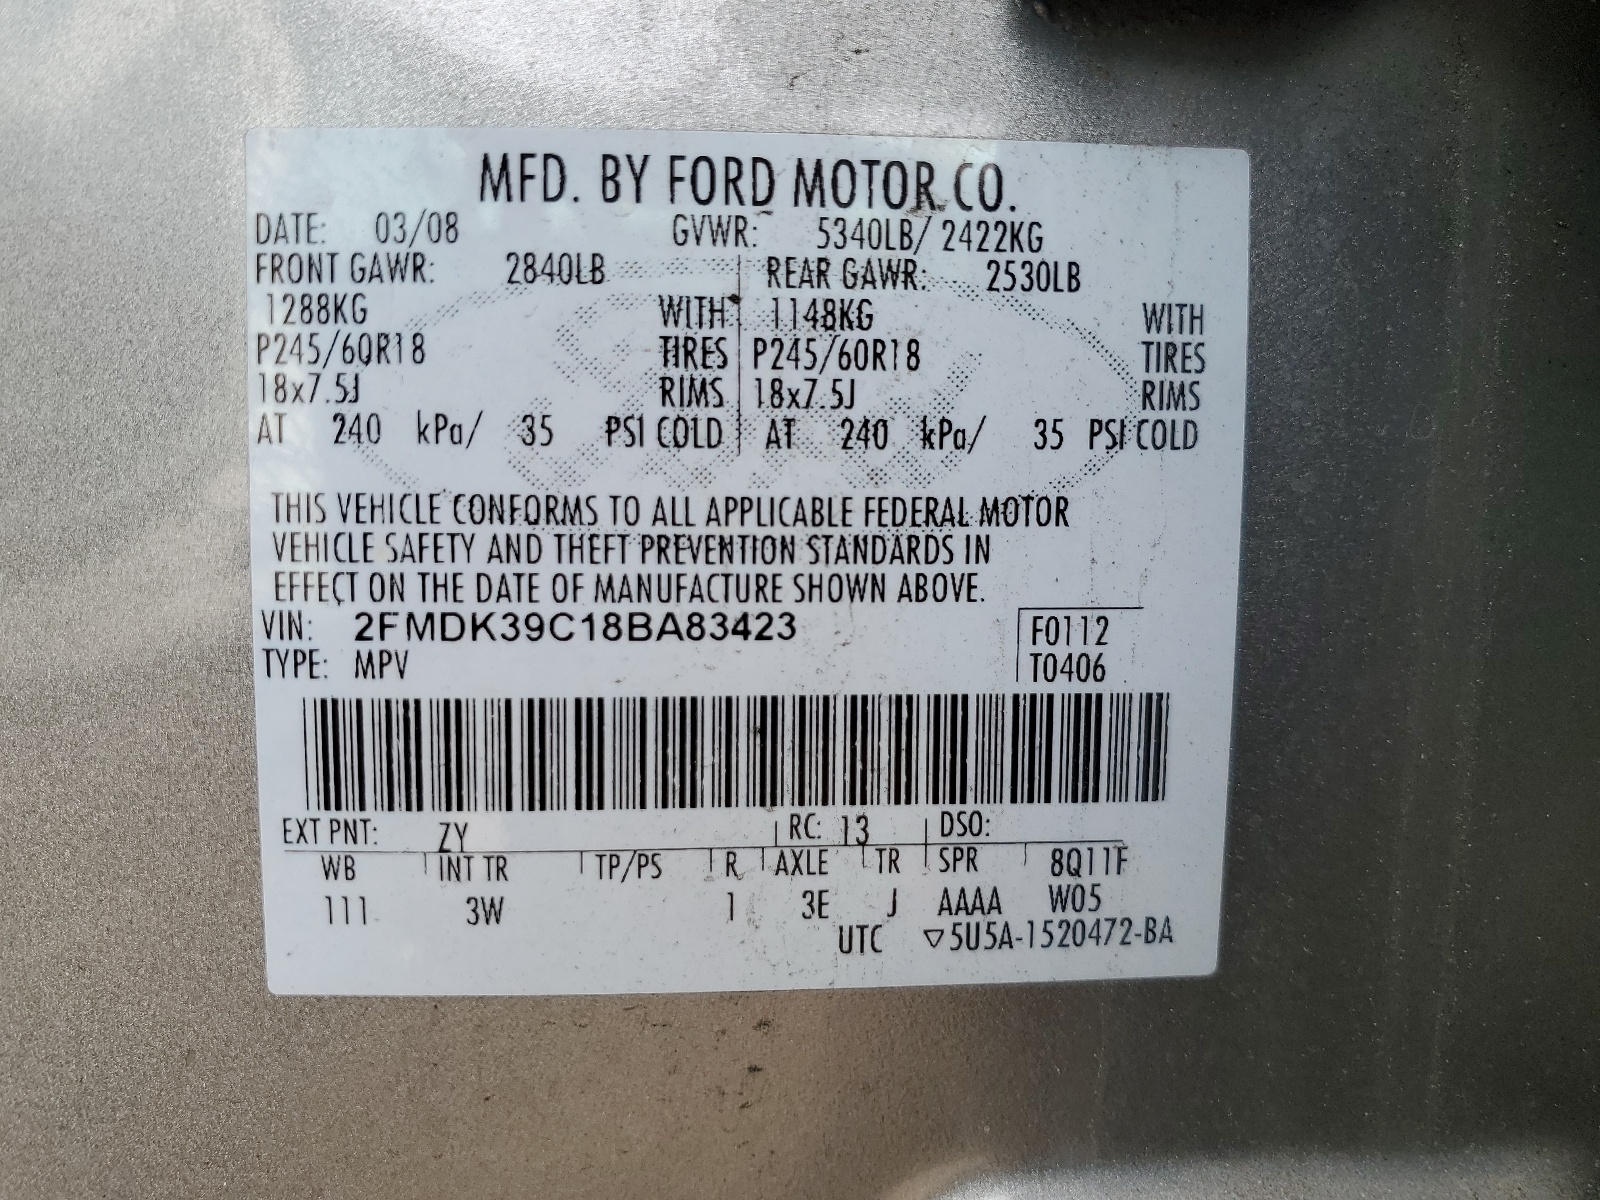 MFD. BY FORD MOTOR CO.
DATE: 03/08 GVWR: 5340LB/ 2422KG
FRONT GAWR: 2840LB REAR GAWR: 2530LB
1288KG WITH 1148KG WITH
P245/60R18 TIRES P245/60R18 TIRES
18x7.5J RIMS 18x7.5J RIMS
AT 240 kPa/ 35 PSI COLD AT 240 kPa/ 35 PSI COLD
THIS VEHICLE CONFORMS TO ALL APPLICABLE FEDERAL MOTOR
VEHICLE SAFETY AND THEFT PREVENTION STANDARDS IN
EFFECT ON THE DATE OF MANUFACTURE SHOWN ABOVE.
VIN: 2FMDK39C18BA83423 F0112
TYPE: MPV T0406
EXT PNT: ZY RC: 13 DSO:
WB INT TR TP/PS R AXLE TR SPR 8Q11F
111 3W 1 3E J AAAA W05
UTC ▽5U5A-1520472-BA